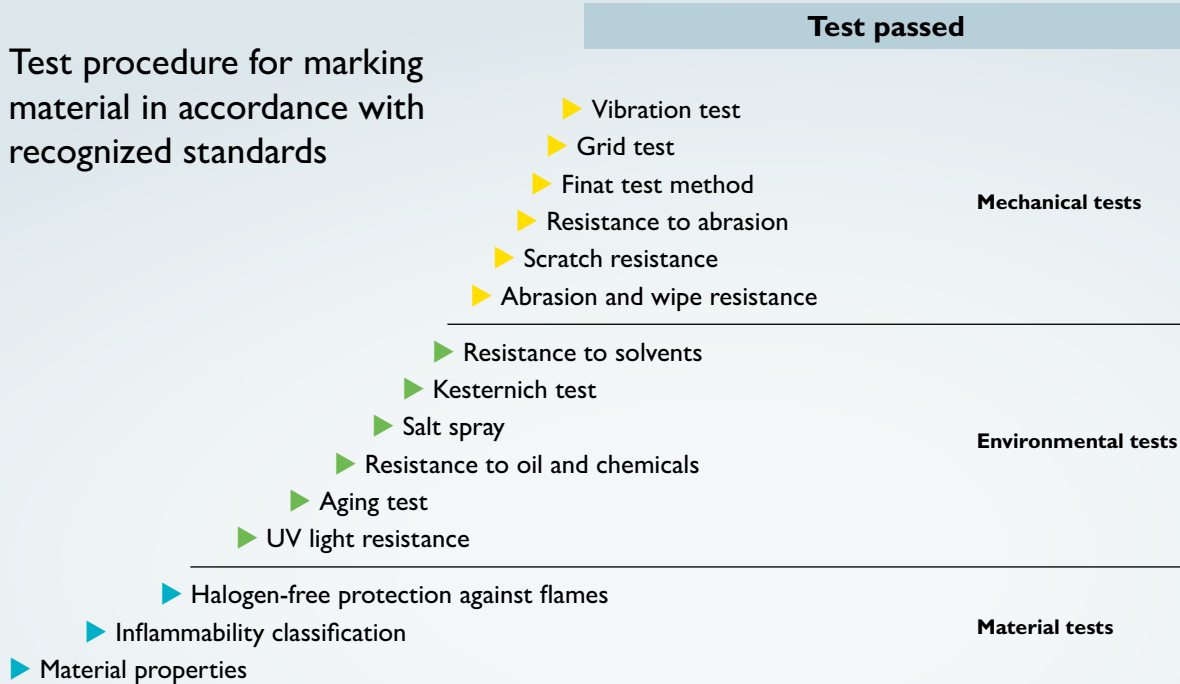 Test passed
Test procedure for marking
material in accordance with
recognized standards
Vibration test
Grid test
Finat test method
Resistance to abrasion
Scratch resistance
Abrasion and wipe resistance
Mechanical tests
Resistance to solvents
Kesternich test
Salt spray
Resistance to oil and chemicals
Aging test
UV light resistance
Environmental tests
Halogen-free protection against flames
Inflammability classification
Material properties
Material tests